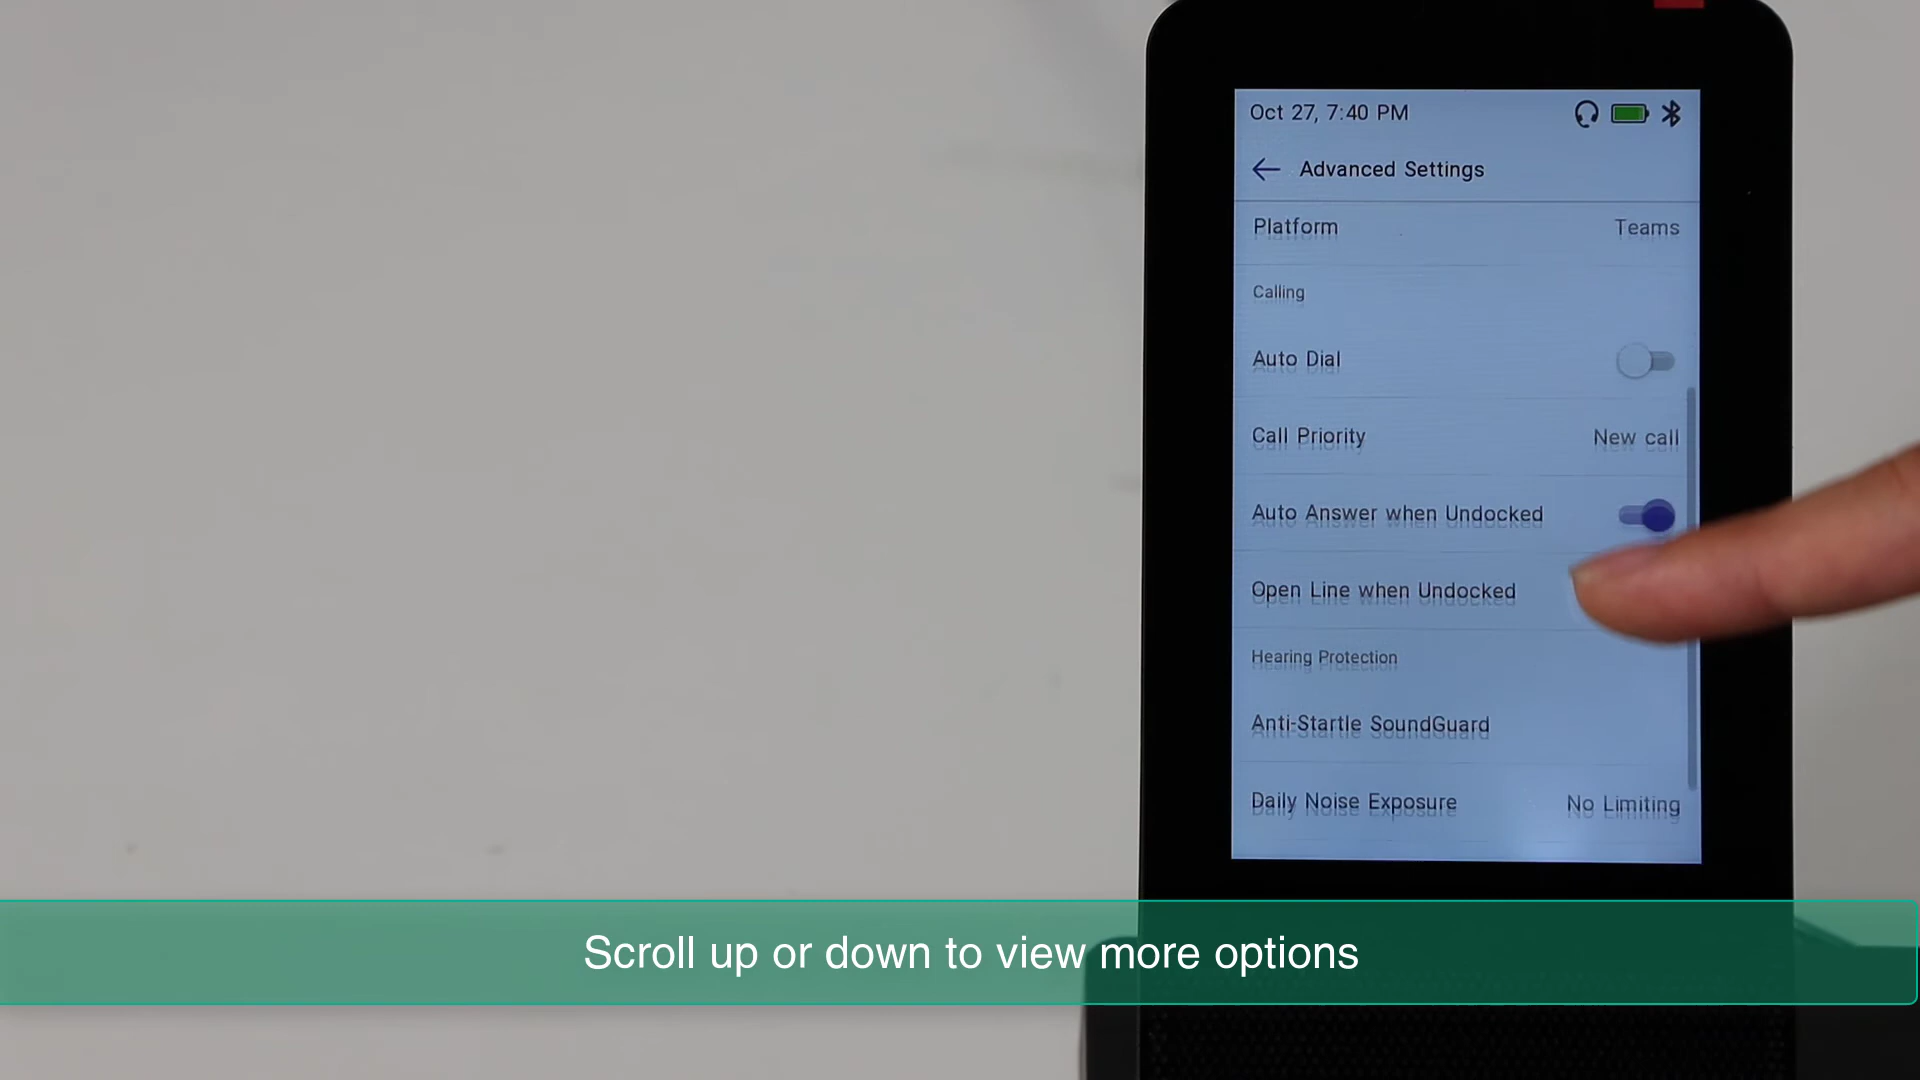 Oct 27, 7:40 PM
Advanced Settings
Platform Teams
Calling
Auto Dial
Call Priority New call
Auto Answer when Undocked
Open Line when Undocked
Hearing Protection
Anti-Startle SoundGuard
Daily Noise Exposure No Limiting
Scroll up or down to view more options